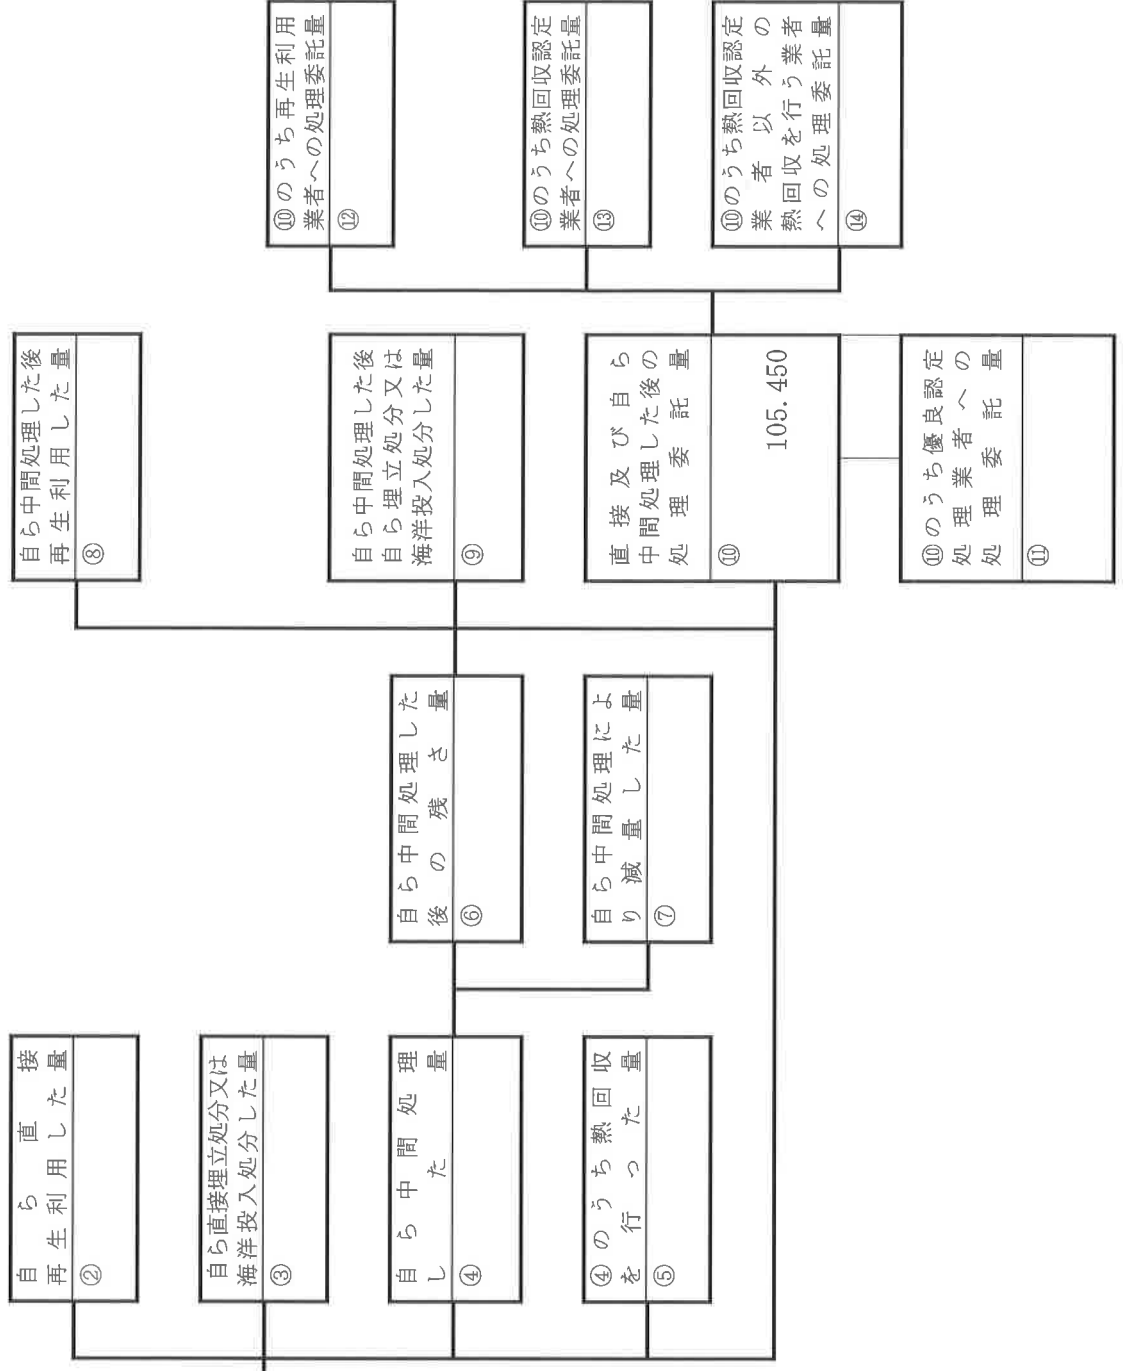 自ら直接
再生利用した量
②
自ら直接埋立処分又は
海洋投入処分した量
③
自ら中間処理
した量
④
④のうち熱回収
を行った量
⑤
自ら中間処理した
後の残さ量
⑥
自ら中間処理によ
り減量した量
⑦
自ら中間処理した後
再生利用した量
⑧
自ら中間処理した後
自ら埋立処分又は
海洋投入処分した量
⑨
直接及び自ら
中間処理した後の
処理委託量
⑩
105.450
⑩のうち優良認定
処理業者への
処理委託量
⑪
⑩のうち再生利用
業者への処理委託量
⑫
⑩のうち熱回収認定
業者への処理委託量
⑬
⑩のうち熱回収認定
業者以外の
熱回収を行う業者
への処理委託量
⑭